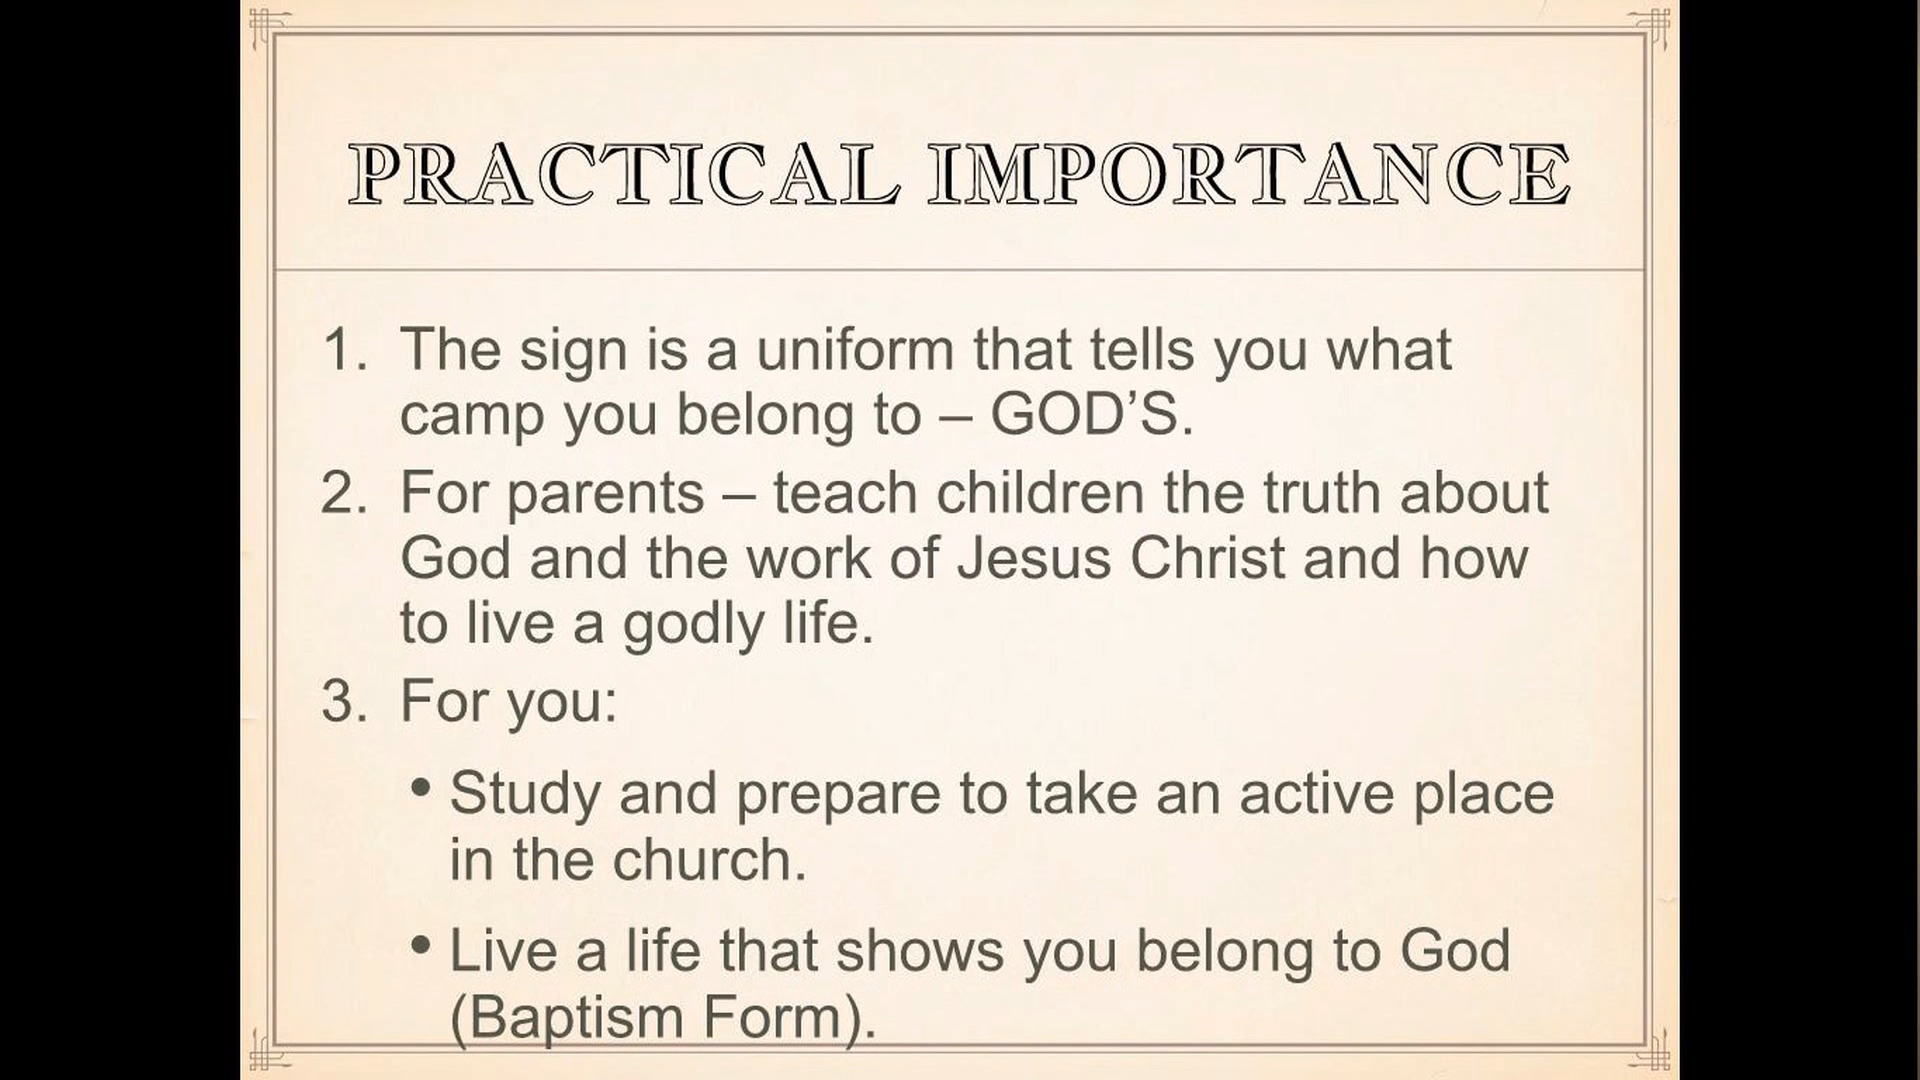 PRACTICAL IMPORTANCE
1. The sign is a uniform that tells you what
camp you belong to – GOD’S.
2. For parents – teach children the truth about
God and the work of Jesus Christ and how
to live a godly life.
3. For you:
• Study and prepare to take an active place
in the church.
• Live a life that shows you belong to God
(Baptism Form).